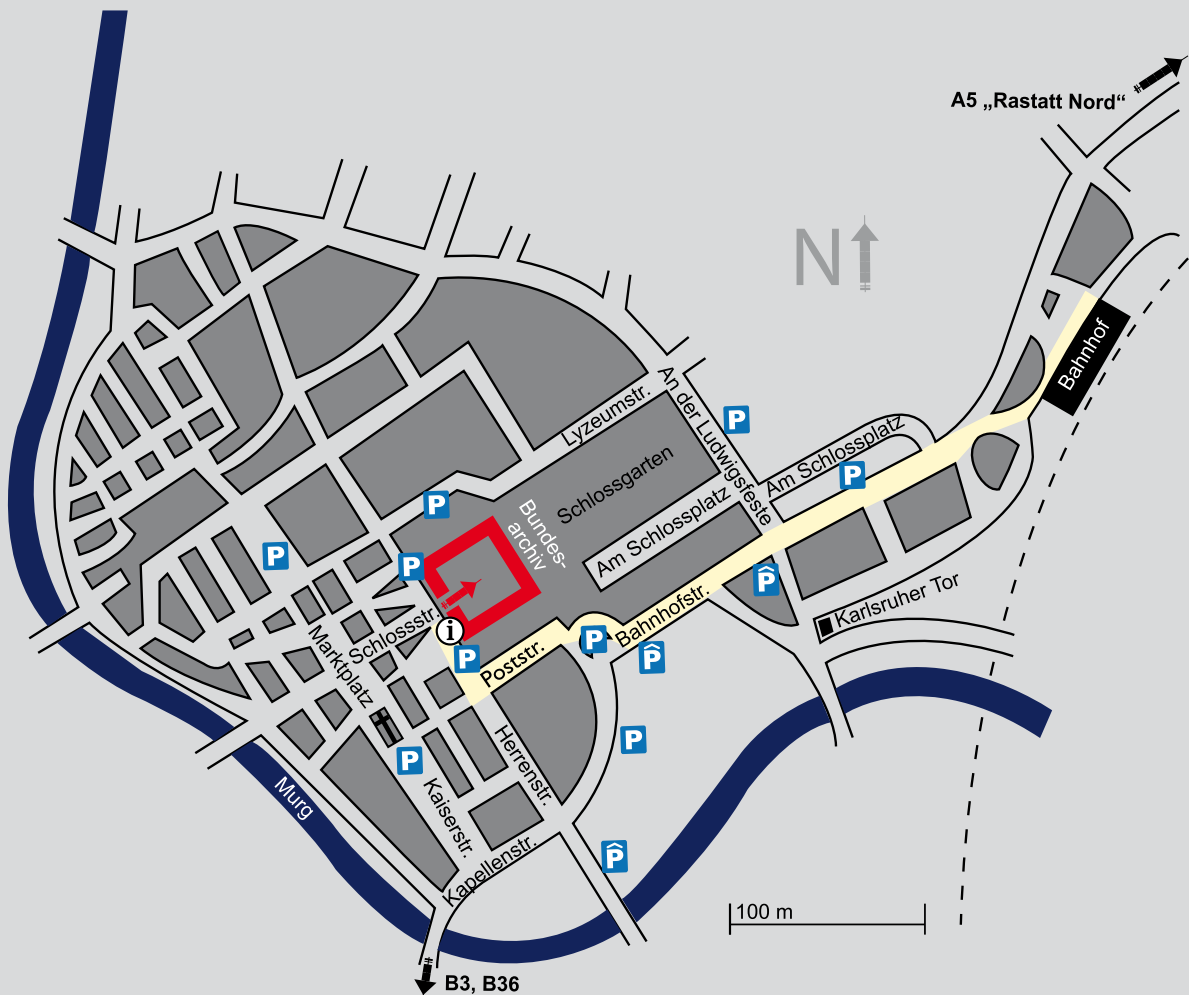 A5 „Rastatt Nord“
N
Bahnhof
An der Ludwigsfeste
Lyzeumstr.
P
Am Schlossplatz
P
Schlossgarten
P
Bundes-
archiv
Am Schlossplatz
P
P
P
Karlsruher Tor
Schlossstr.
i
Bahnhofstr.
P
P
P
Poststr.
Marktplatz
P
P
Herrenstr.
Murg
Kaiserstr.
Kapellenstr.
P
100 m
B3, B36